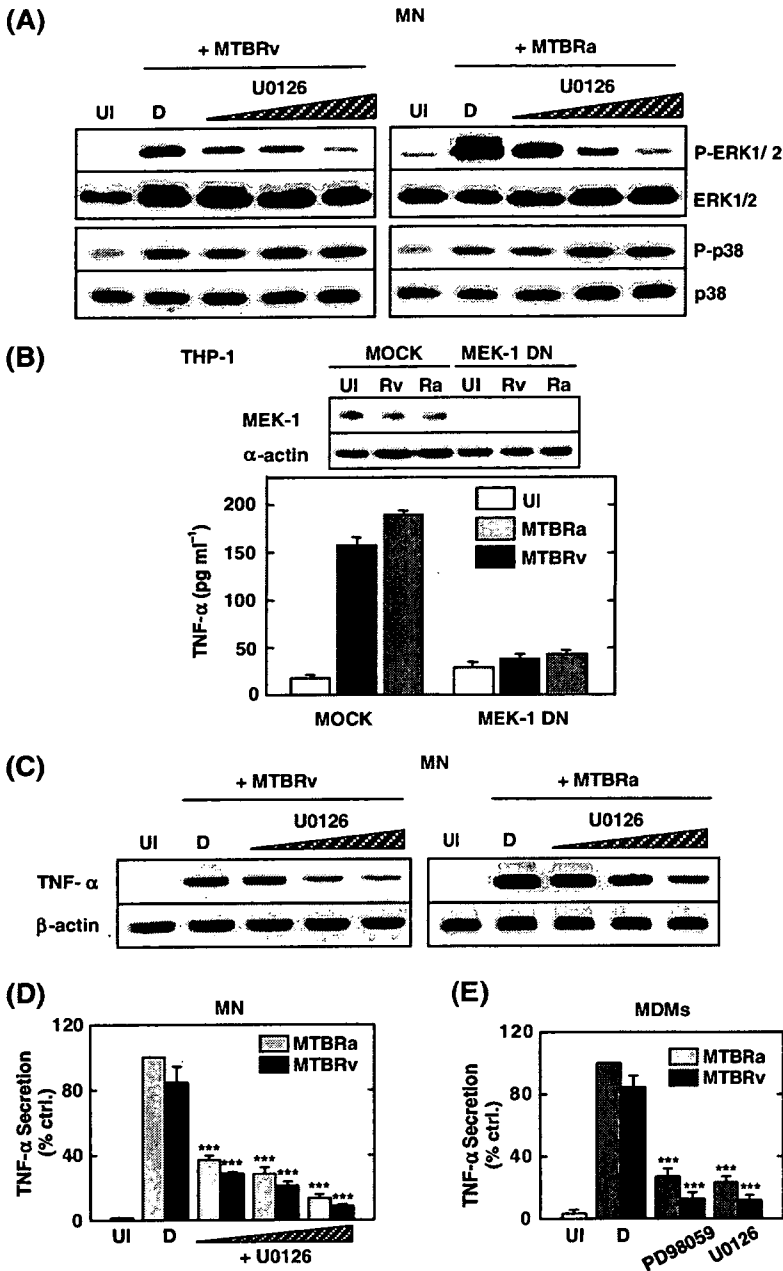 (A)
MN
+ MTBRv
+ MTBRa
U0126
U0126
UI D
UI D
P-ERK1/ 2
ERK1/2
P-p38
p38
(B)
THP-1
MOCK MEK-1 DN
UI Rv Ra UI Rv Ra
MEK-1
α-actin
200
150
100
50
0
TNF-α (pg ml⁻¹)
UI
MTBRa
MTBRv
MOCK MEK-1 DN
(C)
MN
+ MTBRv
+ MTBRa
U0126
U0126
UI D
UI D
TNF- α
β-actin
(D)
MN
120
80
40
0
TNF-α Secretion
(% ctrl.)
MTBRa
MTBRv
*** *** *** *** *** ***
UI D
+ U0126
(E)
MDMs
120
80
40
0
TNF-α Secretion
(% ctrl.)
MTBRa
MTBRv
*** *** *** ***
UI D PD98059 U0126